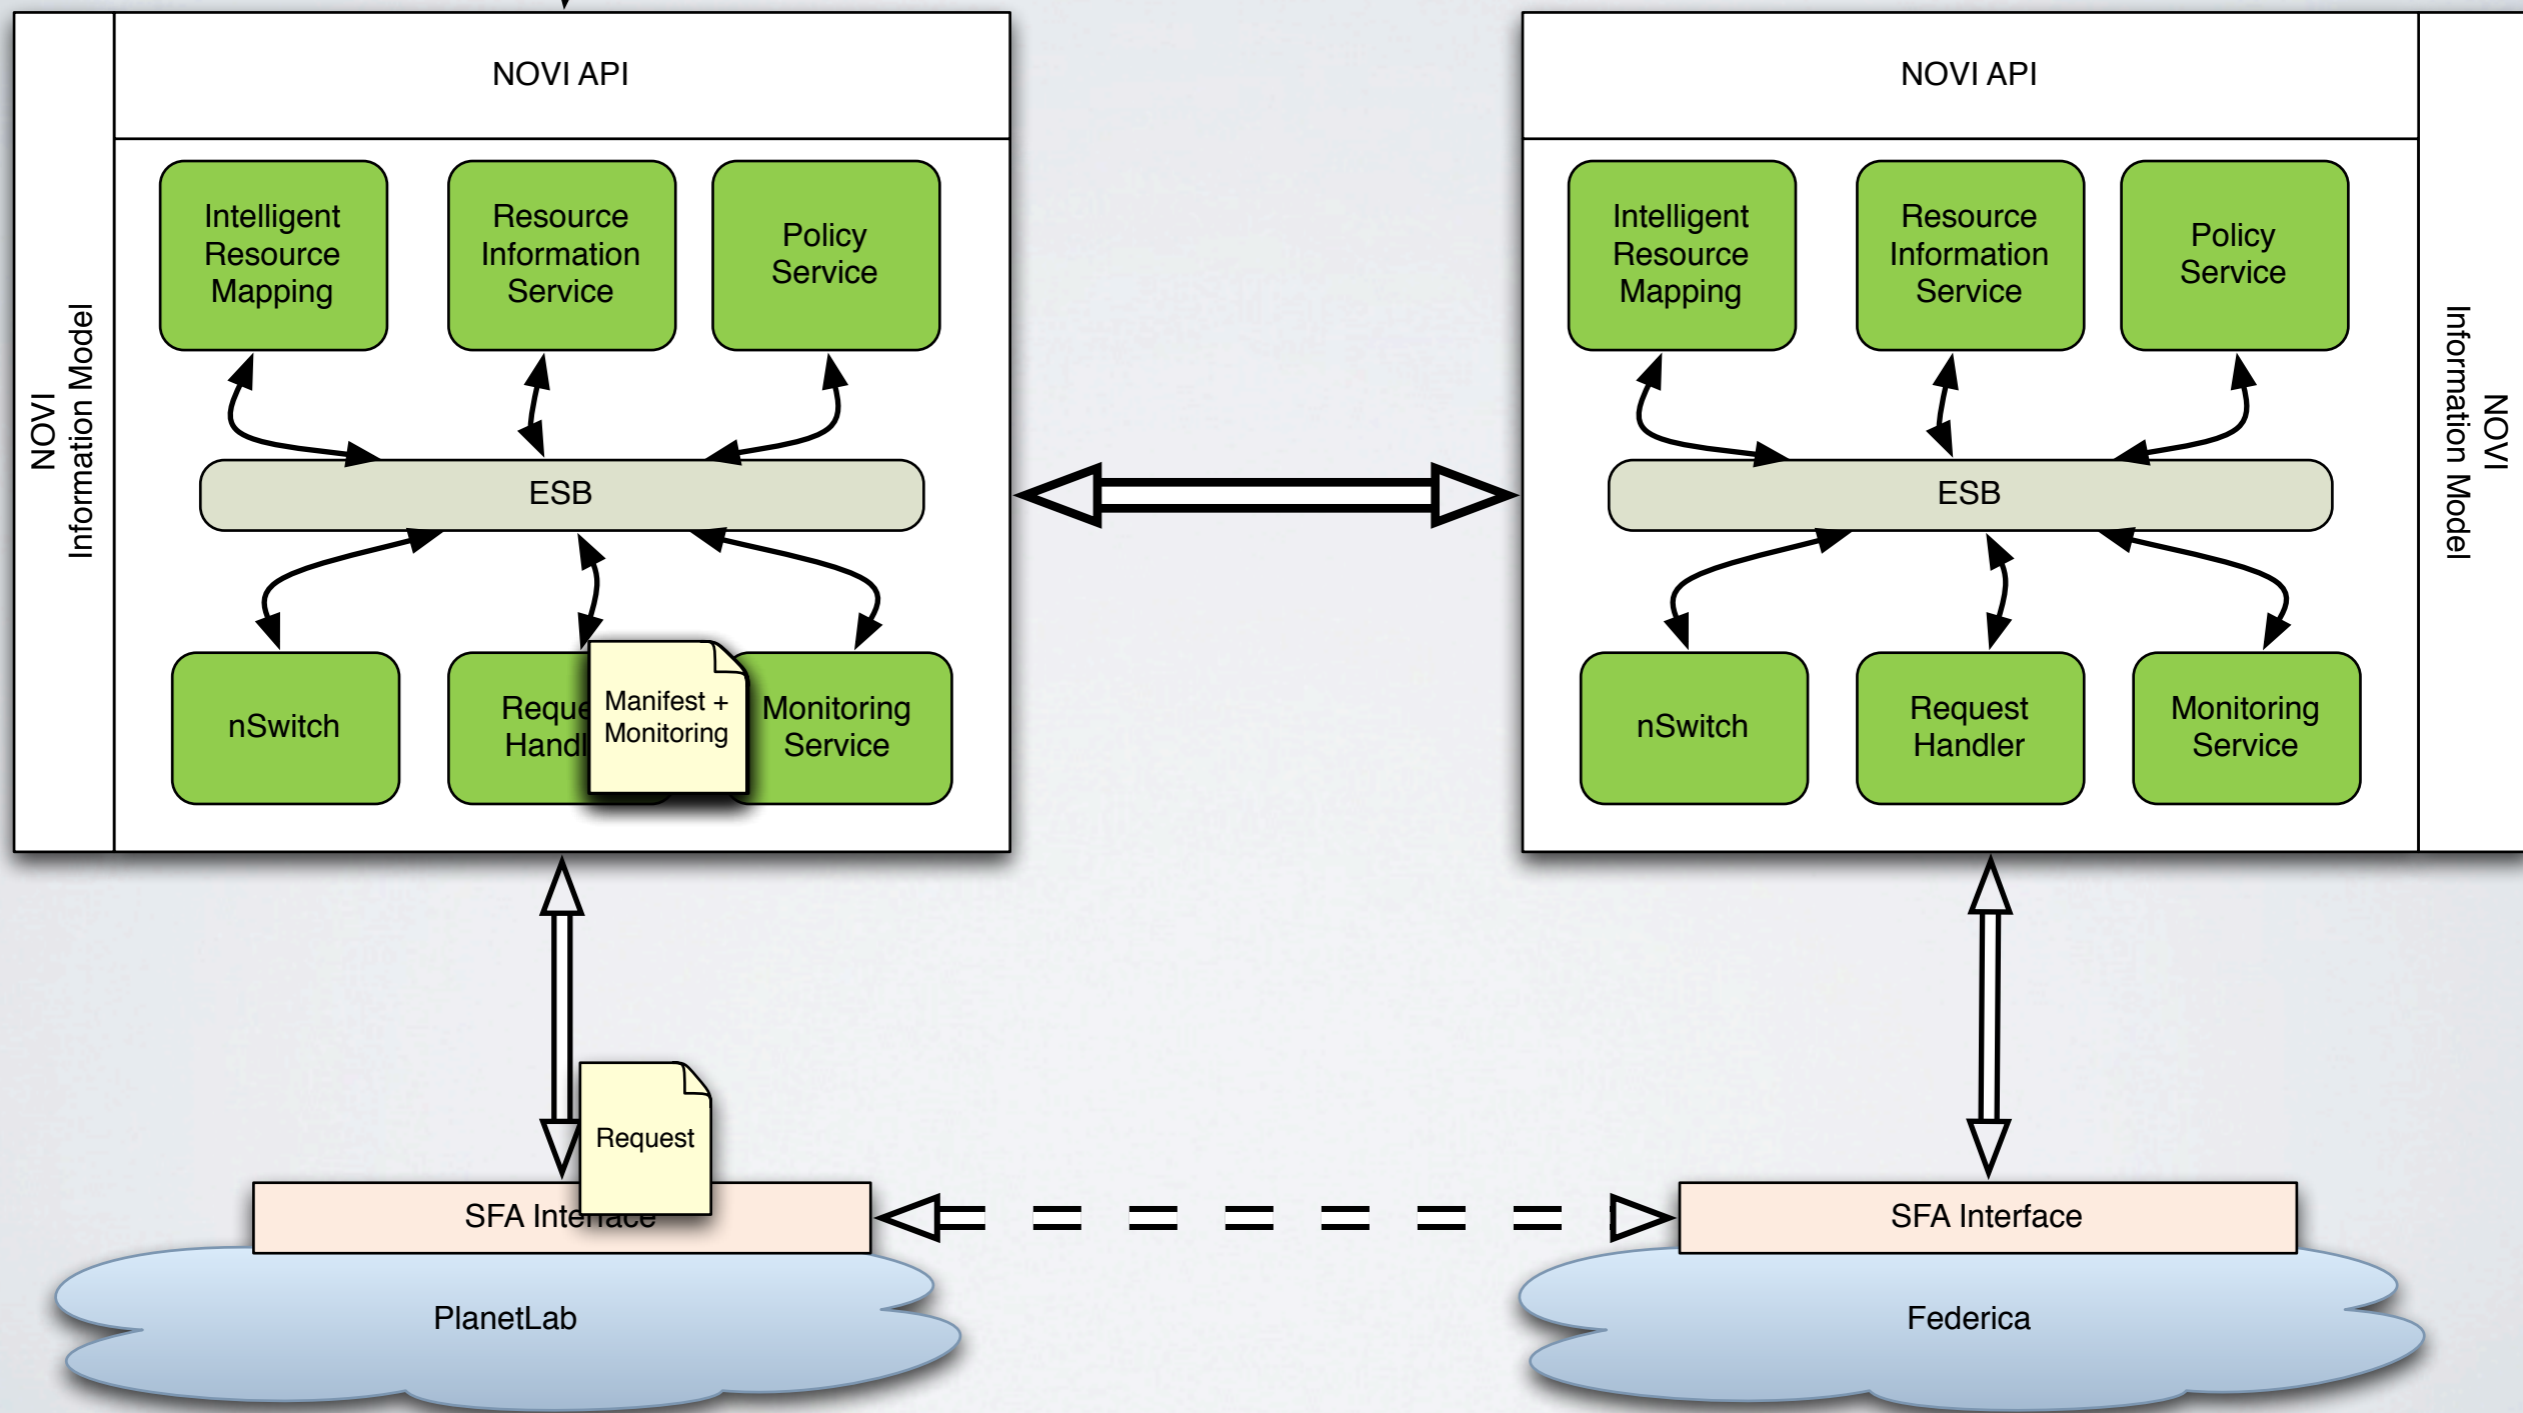 NOVI API
Intelligent
Resource
Mapping
Resource
Information
Service
Policy
Service
NOVI
Information Model
ESB
nSwitch
Reque
Handl
Manifest +
Monitoring
Monitoring
Service
NOVI API
Intelligent
Resource
Mapping
Resource
Information
Service
Policy
Service
NOVI
Information Model
ESB
nSwitch
Request
Handler
Monitoring
Service
Request
SFA Interface
SFA Interface
PlanetLab
Federica